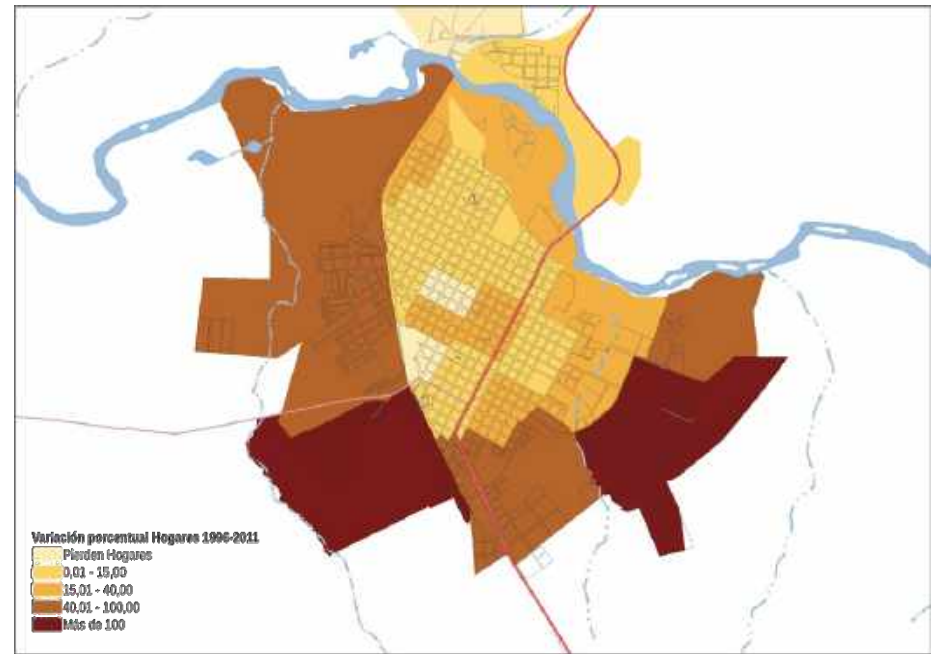 Variación porcentual Hogares 1996-2011
Pierden Hogares
0,01 - 15,00
15,01 - 40,00
40,01 - 100,00
Más de 100